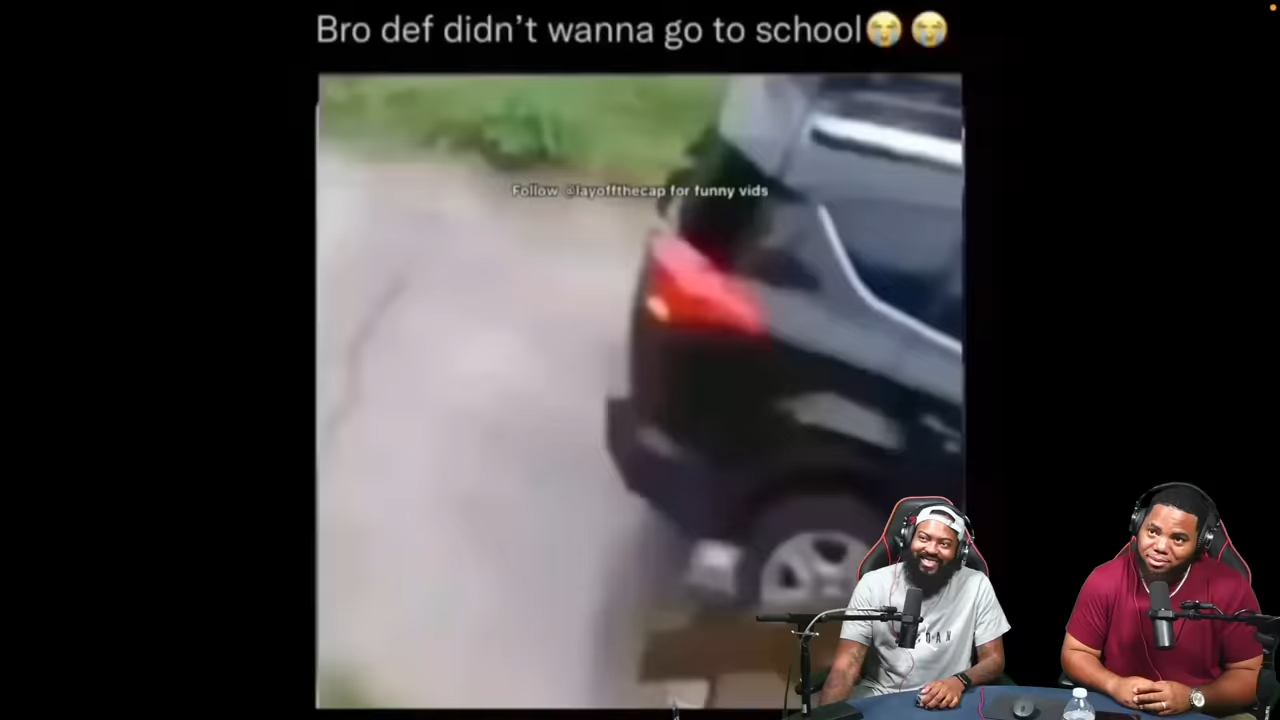 Bro def didn’t wanna go to school😭😭
Follow @layoffthecap for funny vids